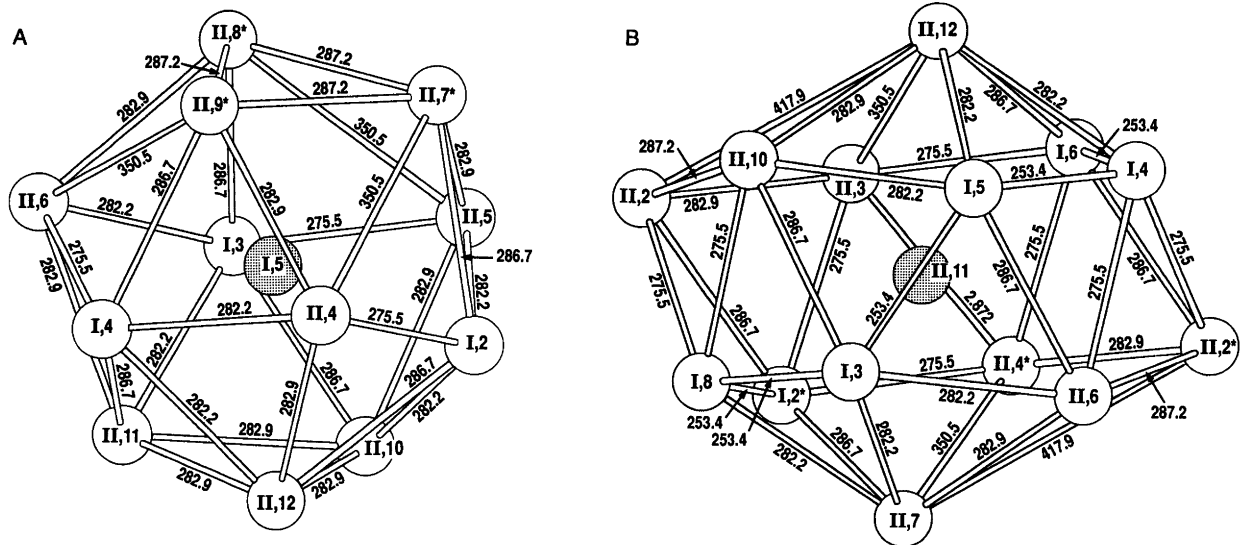 A
II,8*
287.2
287.2
287.2
II,9*
II,7*
282.9
350.5
286.7
286.7
282.9
350.5
350.5
282.9
II,6
282.2
I,3
275.5
II,5
286.7
I,5
275.5
282.9
I,4
282.2
II,4
275.5
I,2
282.2
282.9
286.7
282.2
282.2
282.9
286.7
286.7
282.2
II,11
282.9
II,10
282.9
282.9
II,12
B
II,12
417.9
282.9
350.5
282.2
286.7
282.2
253.4
287.2
II,10
II,3
275.5
I,6
I,4
II,2
282.9
282.2
I,5
253.4
275.5
286.7
275.5
275.5
286.7
275.5
286.7
253.4
II,11
286.7
2.872
275.5
286.7
275.5
I,8
I,2*
I,3
275.5
II,4*
282.9
II,2*
253.4
253.4
282.2
II,6
287.2
282.2
286.7
282.2
350.5
282.9
417.9
II,7